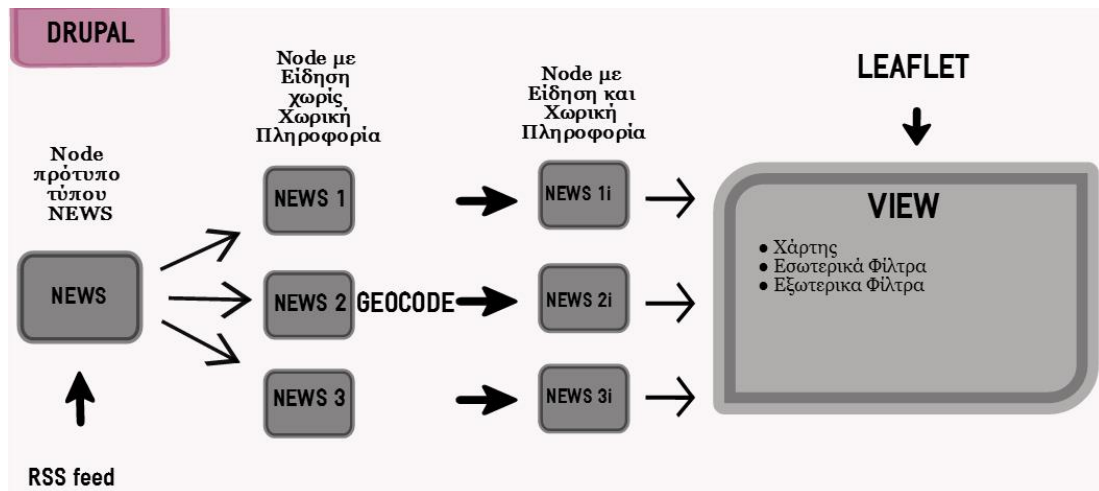 DRUPAL
Node με
Είδηση
χωρίς
Χωρική
Πληροφορία
Node με
Είδηση και
Χωρική
Πληροφορία
LEAFLET
Node
πρότυπο
τύπου
NEWS
NEWS 1
NEWS 1i
VIEW
● Χάρτης
● Εσωτερικά Φίλτρα
● Εξωτερικα Φίλτρα
NEWS
NEWS 2
GEOCODE
NEWS 2i
NEWS 3
NEWS 3i
RSS feed